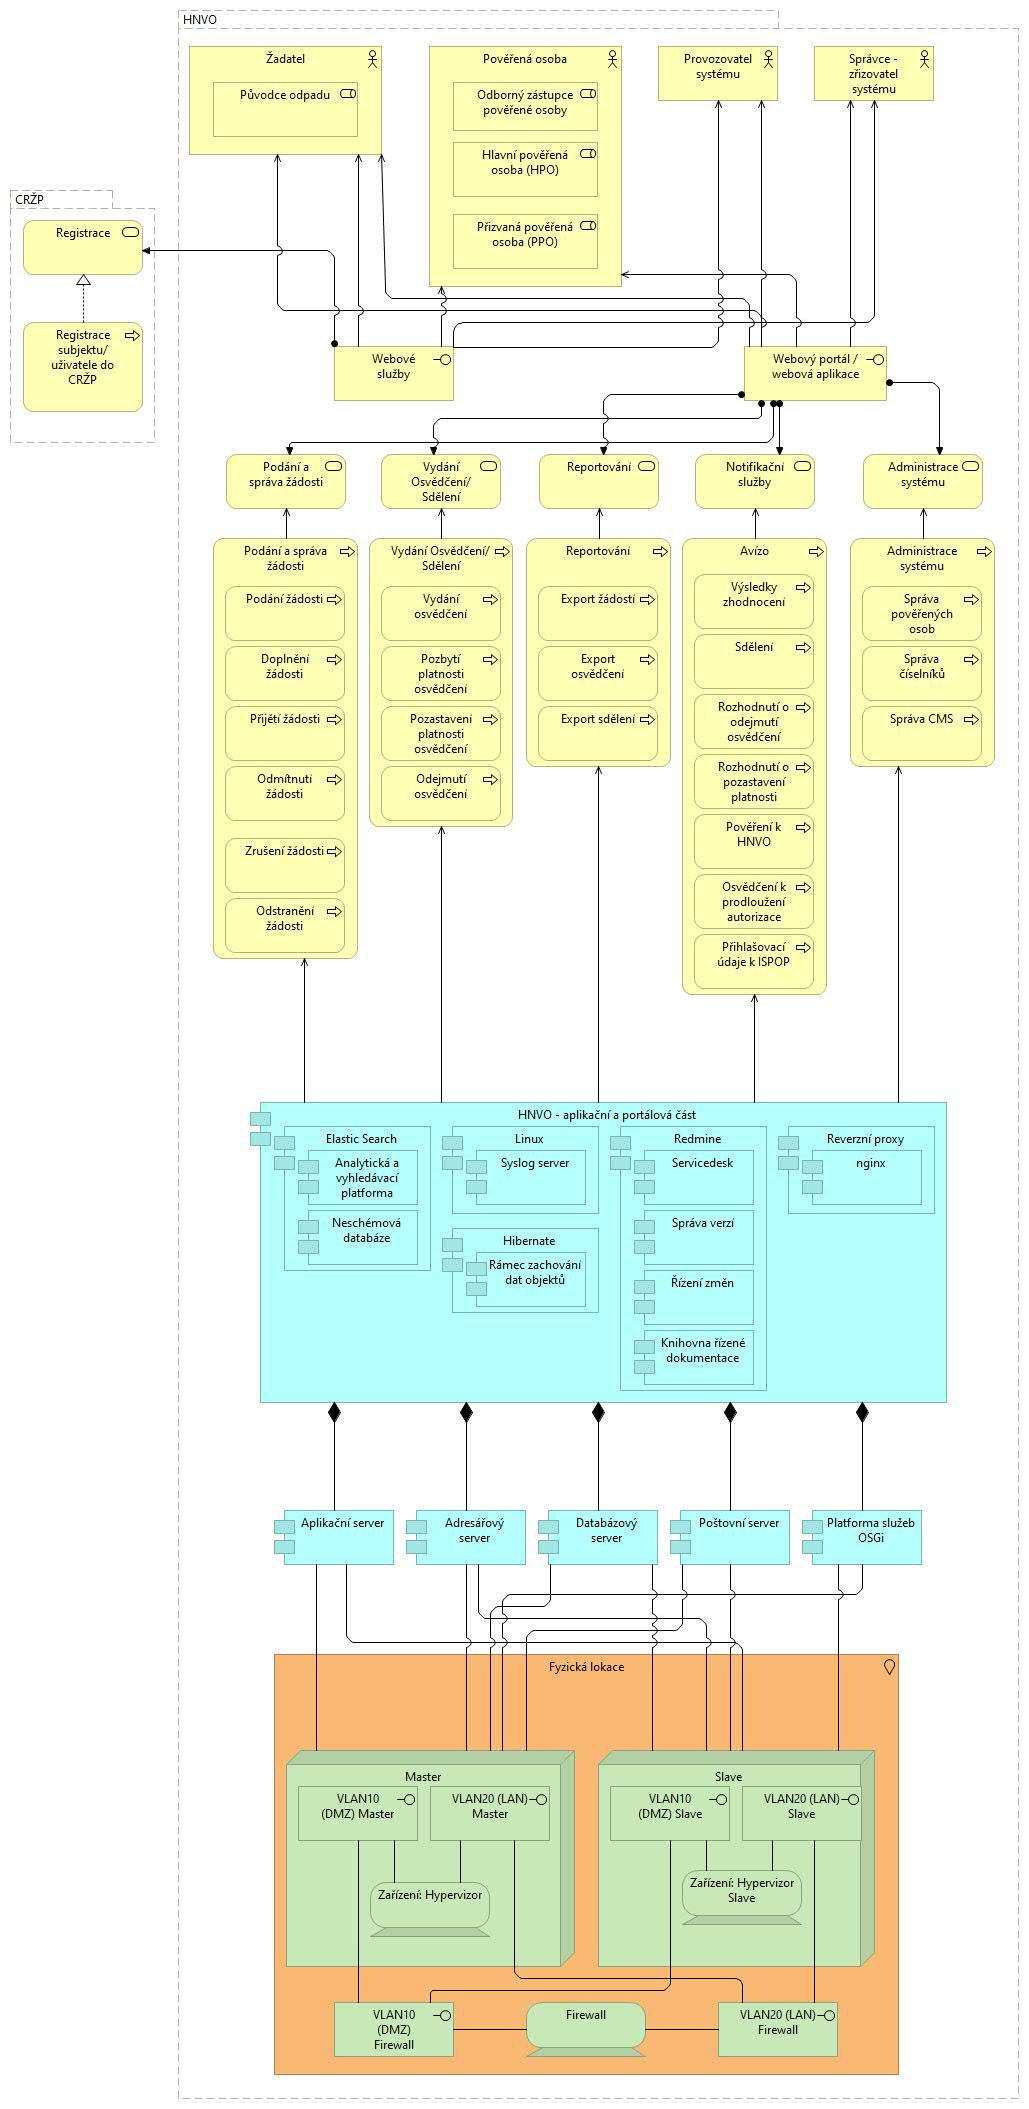 HNVO
Žadatel
Původce odpadu
Pověřená osoba
Odborný zástupce
pověřené osoby
Hlavní pověřená
osoba (HPO)
Přizvaná pověřená
osoba (PPO)
Provozovatel
systému
Správce -
zřizovatel
systému
CRŽP
Registrace
Registrace
subjektu/
uživatele do
CRŽP
Webové
služby
Webový portál /
webová aplikace
Podání a
správa žádosti
Vydání
Osvědčení/
Sdělení
Reportování
Notifikační
služby
Administrace
systému
Podání a správa
žádosti
Podání žádosti
Doplnění
žádosti
Přijětí žádosti
Odmítnutí
žádosti
Zrušení žádosti
Odstranění
žádosti
Vydání Osvědčení/
Sdělení
Vydání
osvědčení
Pozbytí
platnosti
osvědčení
Pozastavení
platnosti
osvědčení
Odejmutí
osvědčení
Reportování
Export žádostí
Export
osvědčení
Export sdělení
Avízo
Výsledky
zhodnocení
Sdělení
Rozhodnutí o
odejmutí
osvědčení
Rozhodnutí o
pozastavení
platnosti
Pověření k
HNVO
Osvědčení k
prodloužení
autorizace
Přihlašovací
údaje k ISPOP
Administrace
systému
Správa
pověřených
osob
Správa
číselníků
Správa CMS
HNVO - aplikační a portálová část
Elastic Search
Analytická a
vyhledávací
platforma
Neschémová
databáze
Linux
Syslog server
Hibernate
Rámec zachování
dat objektů
Redmine
Servicedesk
Správa verzí
Řízení změn
Knihovna řízené
dokumentace
Reverzní proxy
nginx
Aplikační server
Adresářový
server
Databázový
server
Poštovní server
Platforma služeb
OSGi
Fyzická lokace
Master
VLAN10
(DMZ) Master
VLAN20 (LAN)
Master
Zařízení: Hypervizor
Slave
VLAN10
(DMZ) Slave
VLAN20 (LAN)
Slave
Zařízení: Hypervizor
Slave
VLAN10
(DMZ)
Firewall
Firewall
VLAN20 (LAN)
Firewall